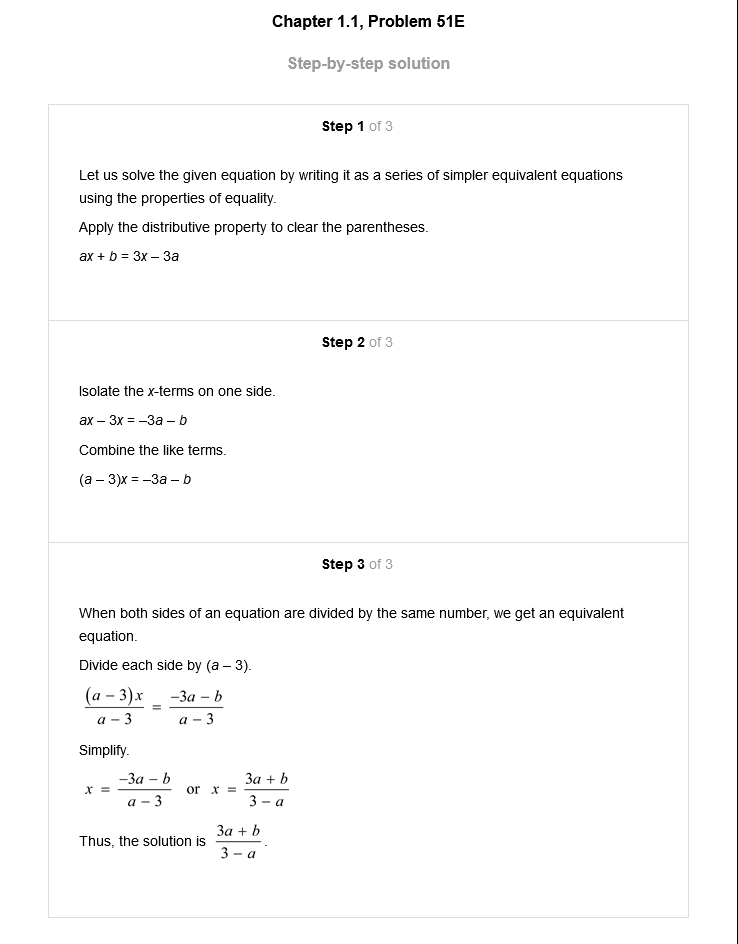 Chapter 1.1, Problem 51E
Step-by-step solution
Step 1 of 3
Let us solve the given equation by writing it as a series of simpler equivalent equations
using the properties of equality.
Apply the distributive property to clear the parentheses.
ax + b = 3x – 3a
Step 2 of 3
Isolate the x-terms on one side.
ax – 3x = –3a – b
Combine the like terms.
(a – 3)x = –3a – b
Step 3 of 3
When both sides of an equation are divided by the same number, we get an equivalent
equation.
Divide each side by (a – 3).
(a – 3)x / a – 3 = –3a – b / a – 3
Simplify.
x = –3a – b / a – 3 or x = 3a + b / 3 – a
Thus, the solution is 3a + b / 3 – a .